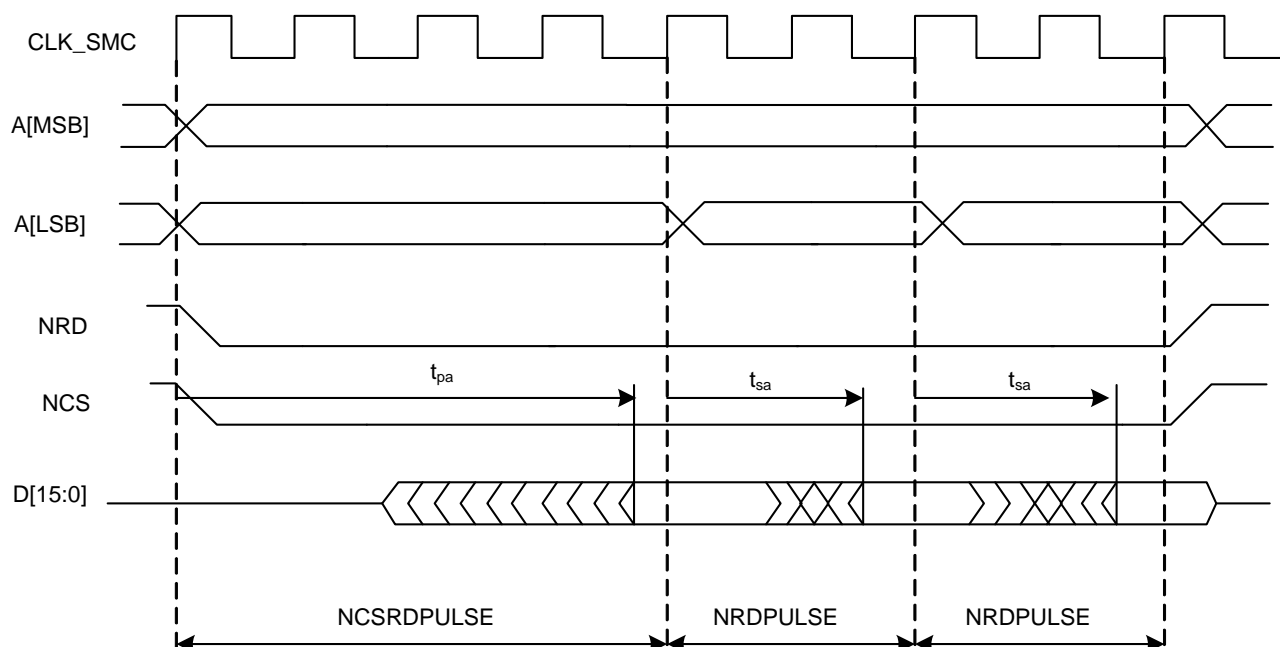 CLK_SMC
A[MSB]
A[LSB]
NRD
NCS
tpa
tsa
tsa
D[15:0]
NCSRDPULSE
NRDPULSE
NRDPULSE